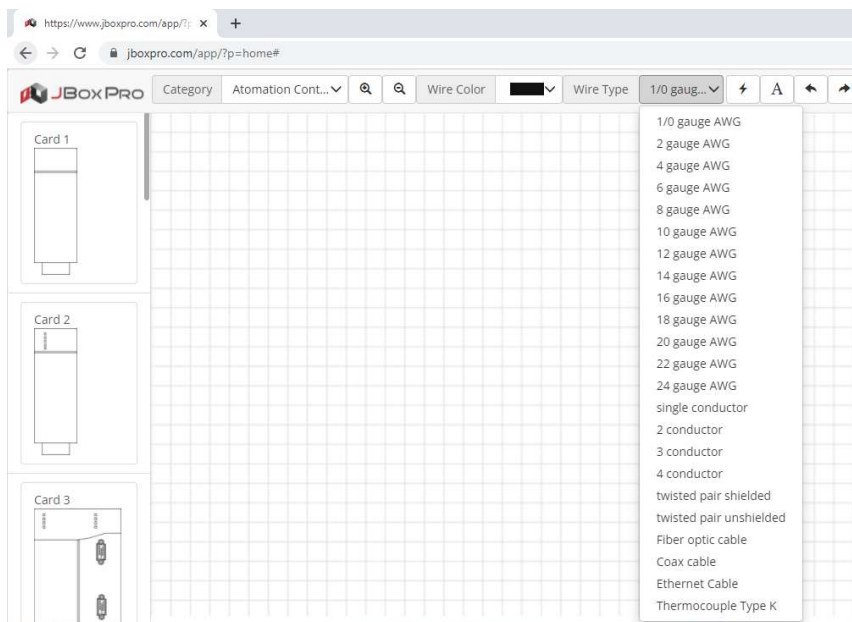 https://www.jboxpro.com/app/?p
jboxpro.com/app/?p=home#
JBOXPRO Category Atomation Cont... Wire Color Wire Type 1/0 gaug... A
Card 1
Card 2
Card 3
1/0 gauge AWG
2 gauge AWG
4 gauge AWG
6 gauge AWG
8 gauge AWG
10 gauge AWG
12 gauge AWG
14 gauge AWG
16 gauge AWG
18 gauge AWG
20 gauge AWG
22 gauge AWG
24 gauge AWG
single conductor
2 conductor
3 conductor
4 conductor
twisted pair shielded
twisted pair unshielded
Fiber optic cable
Coax cable
Ethernet Cable
Thermocouple Type K